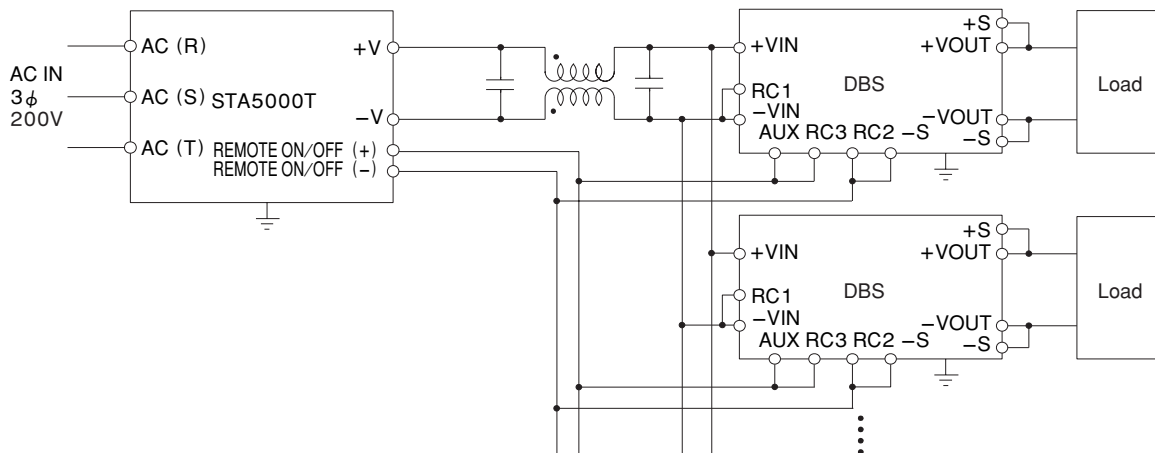 AC IN
3ϕ
200V
AC (R)
AC (S)
AC (T)
STA5000T
+V
−V
REMOTE ON/OFF (+)
REMOTE ON/OFF (−)
+VIN
RC1
−VIN
DBS
AUX RC3 RC2 −S
+S
+VOUT
−VOUT
−S
Load
+VIN
RC1
−VIN
DBS
AUX RC3 RC2 −S
+S
+VOUT
−VOUT
−S
Load